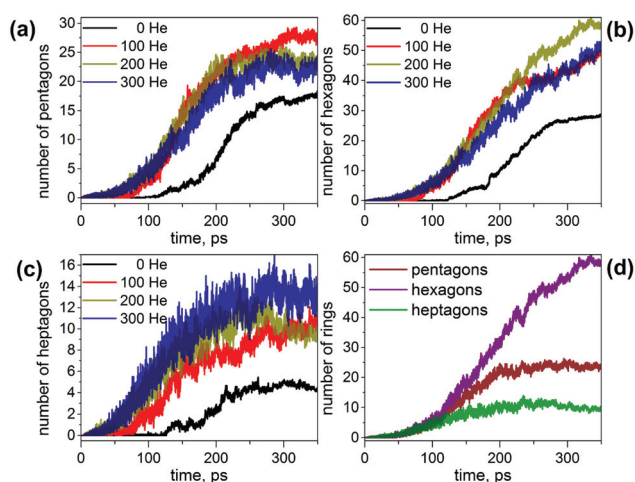 (a)
number of pentagons
30
25
20
15
10
5
0
0 He
100 He
200 He
300 He
0 100 200 300
time, ps
(b)
number of hexagons
60
50
40
30
20
10
0
0 He
100 He
200 He
300 He
0 100 200 300
time, ps
(c)
number of heptagons
16
14
12
10
8
6
4
2
0
0 He
100 He
200 He
300 He
0 100 200 300
time, ps
(d)
number of rings
60
50
40
30
20
10
0
pentagons
hexagons
heptagons
0 100 200 300
time, ps